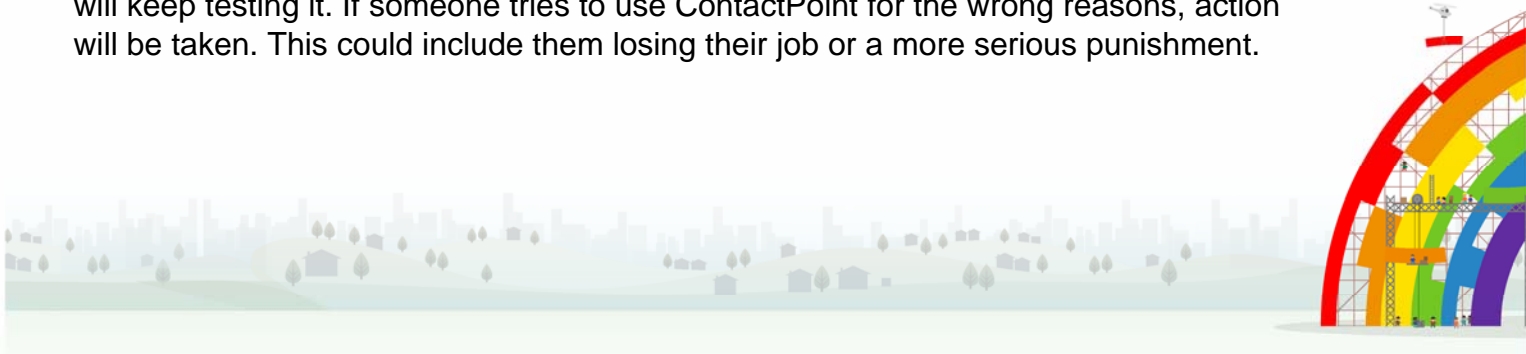 will keep testing it. If someone tries to use ContactPoint for the wrong reasons, action
will be taken. This could include them losing their job or a more serious punishment.